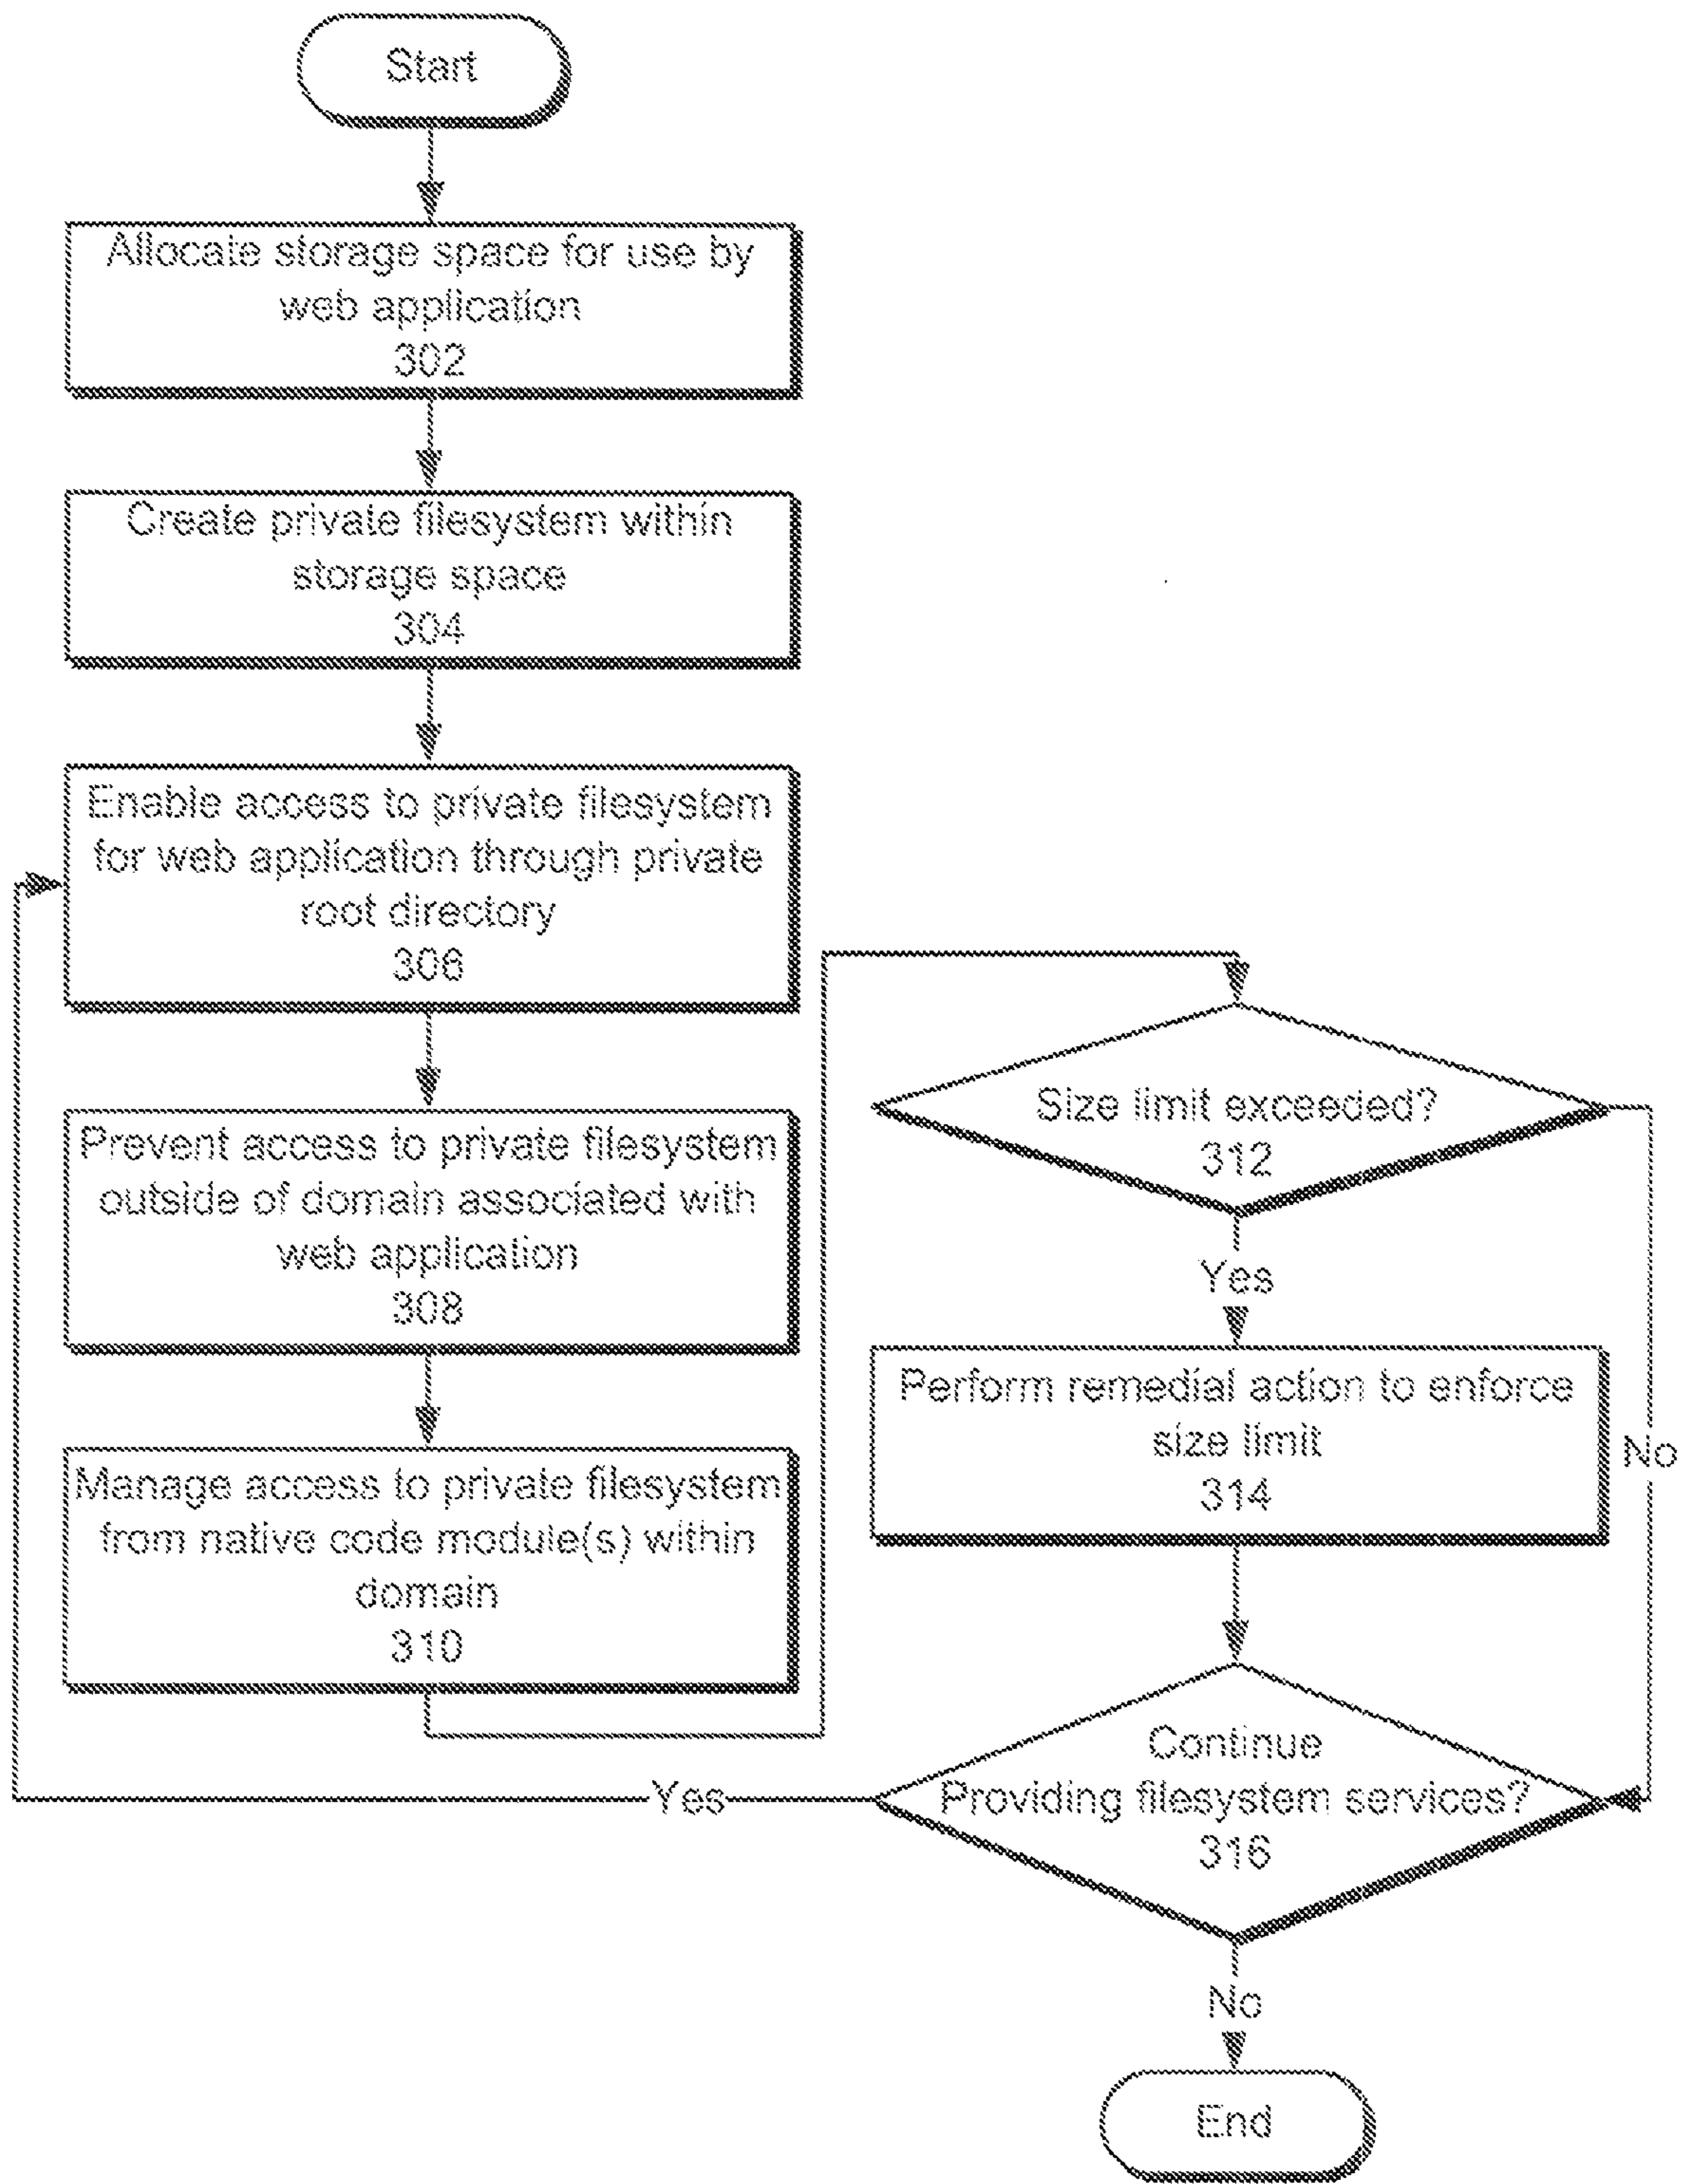 Start
Allocate storage space for use by
web application
302
Create private filesystem within
storage space
304
Enable access to private filesystem
for web application through private
root directory
306
Prevent access to private filesystem
outside of domain associated with
web application
308
Manage access to private filesystem
from native code module(s) within
domain
310
Size limit exceeded?
312
Yes
Perform remedial action to enforce
size limit
314
No
Continue
Providing filesystem services?
316
Yes
No
End